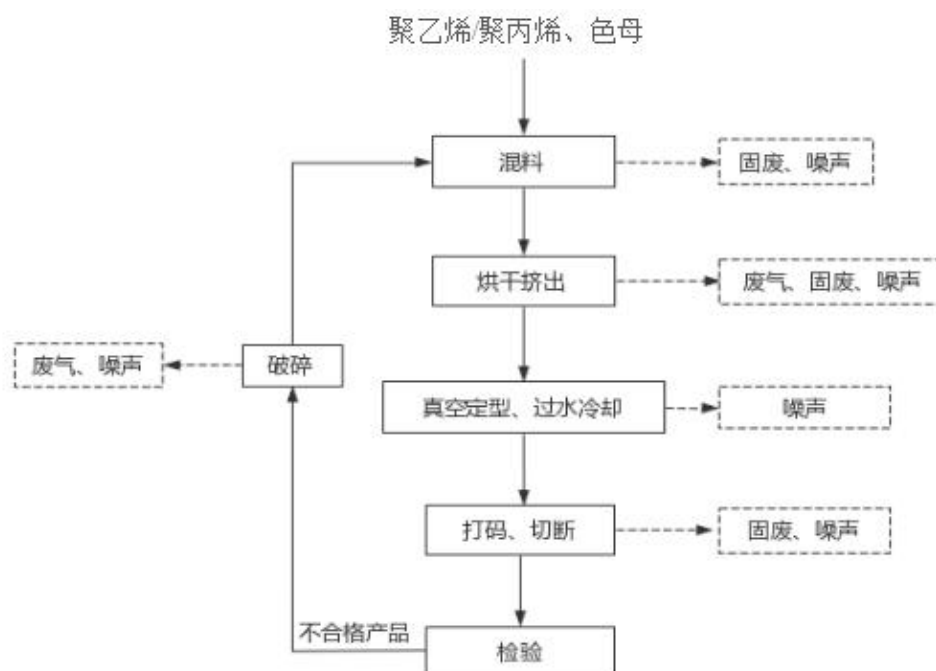 聚乙烯/聚丙烯、色母
混料
固废、噪声
烘干挤出
废气、固废、噪声
废气、噪声
破碎
真空定型、过水冷却
噪声
打码、切断
固废、噪声
不合格产品
检验